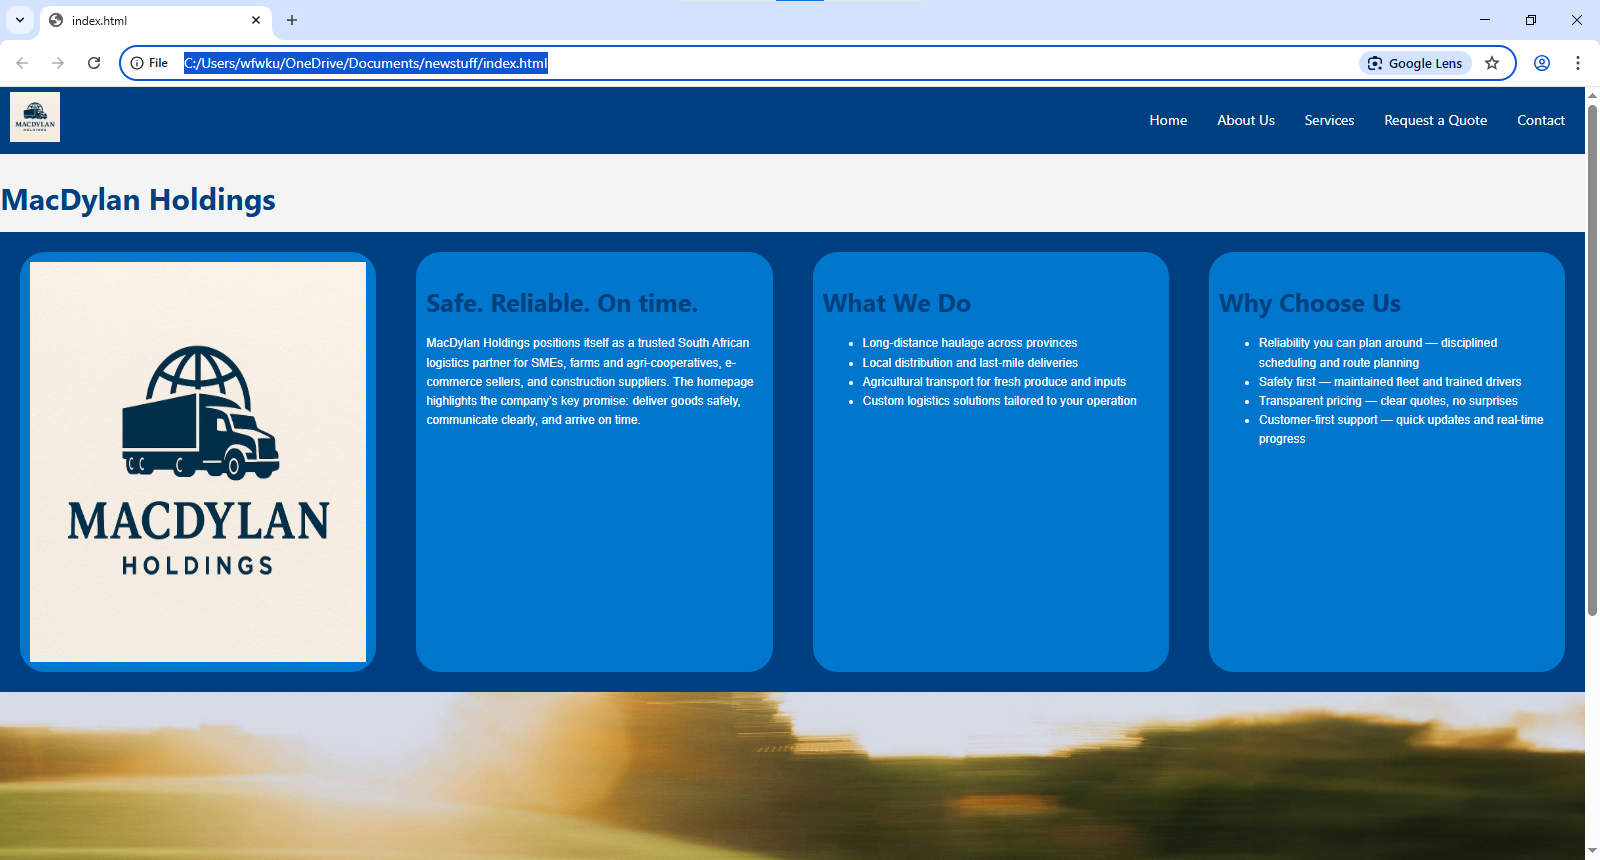 index.html
File
C:/Users/wfwku/OneDrive/Documents/newstuff/index.html
Google Lens
MACDYLAN
HOLDINGS
Home
About Us
Services
Request a Quote
Contact
MacDylan Holdings
MACDYLAN
HOLDINGS
Safe. Reliable. On time.
MacDylan Holdings positions itself as a trusted South African
logistics partner for SMEs, farms and agri-cooperatives, e-
commerce sellers, and construction suppliers. The homepage
highlights the company's key promise: deliver goods safely,
communicate clearly, and arrive on time.
What We Do
• Long-distance haulage across provinces
• Local distribution and last-mile deliveries
• Agricultural transport for fresh produce and inputs
• Custom logistics solutions tailored to your operation
Why Choose Us
• Reliability you can plan around — disciplined
scheduling and route planning
• Safety first — maintained fleet and trained drivers
• Transparent pricing — clear quotes, no surprises
• Customer-first support — quick updates and real-time
progress